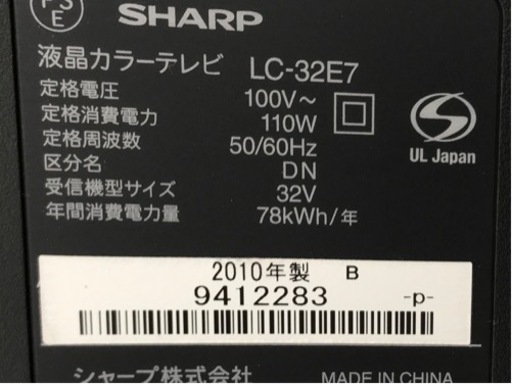 PS
E
SHARP
液晶カラーテレビ LC-32E7
定格電圧 100V～
定格消費電力 110W
定格周波数 50/60Hz
区分名 DN
受信機型サイズ 32V
年間消費電力量 78kWh/年
UL Japan
2010年製 B
9412283 -p-
シャープ株式会社 MADE IN CHINA